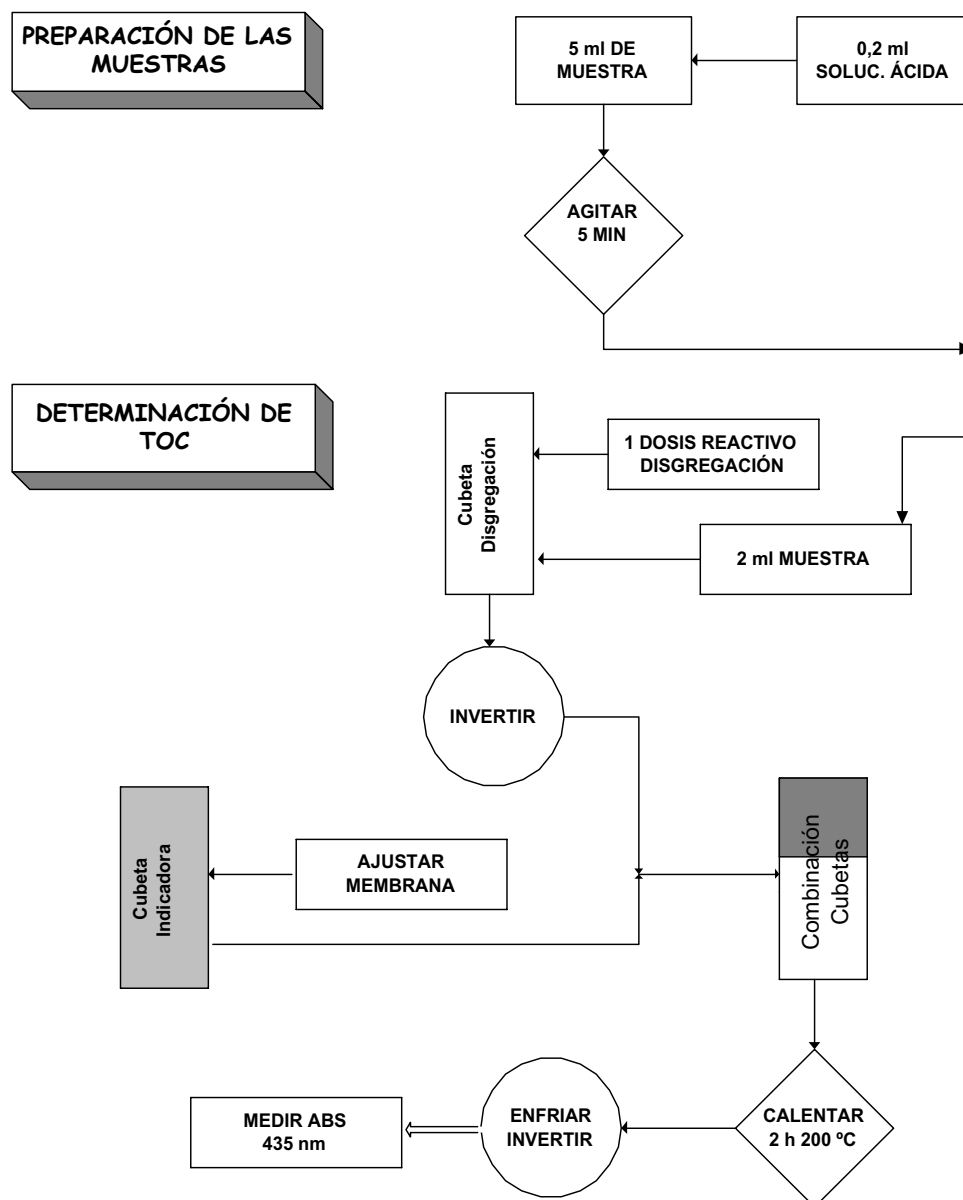 PREPARACIÓN DE LAS
MUESTRAS
5 ml DE
MUESTRA
0,2 ml
SOLUC. ÁCIDA
AGITAR
5 MIN
DETERMINACIÓN DE
TOC
Cubeta
Disgregación
1 DOSIS REACTIVO
DISGREGACIÓN
2 ml MUESTRA
INVERTIR
Cubeta
Indicadora
AJUSTAR
MEMBRANA
Combinación
Cubetas
CALENTAR
2 h 200 ºC
ENFRIAR
INVERTIR
MEDIR ABS
435 nm